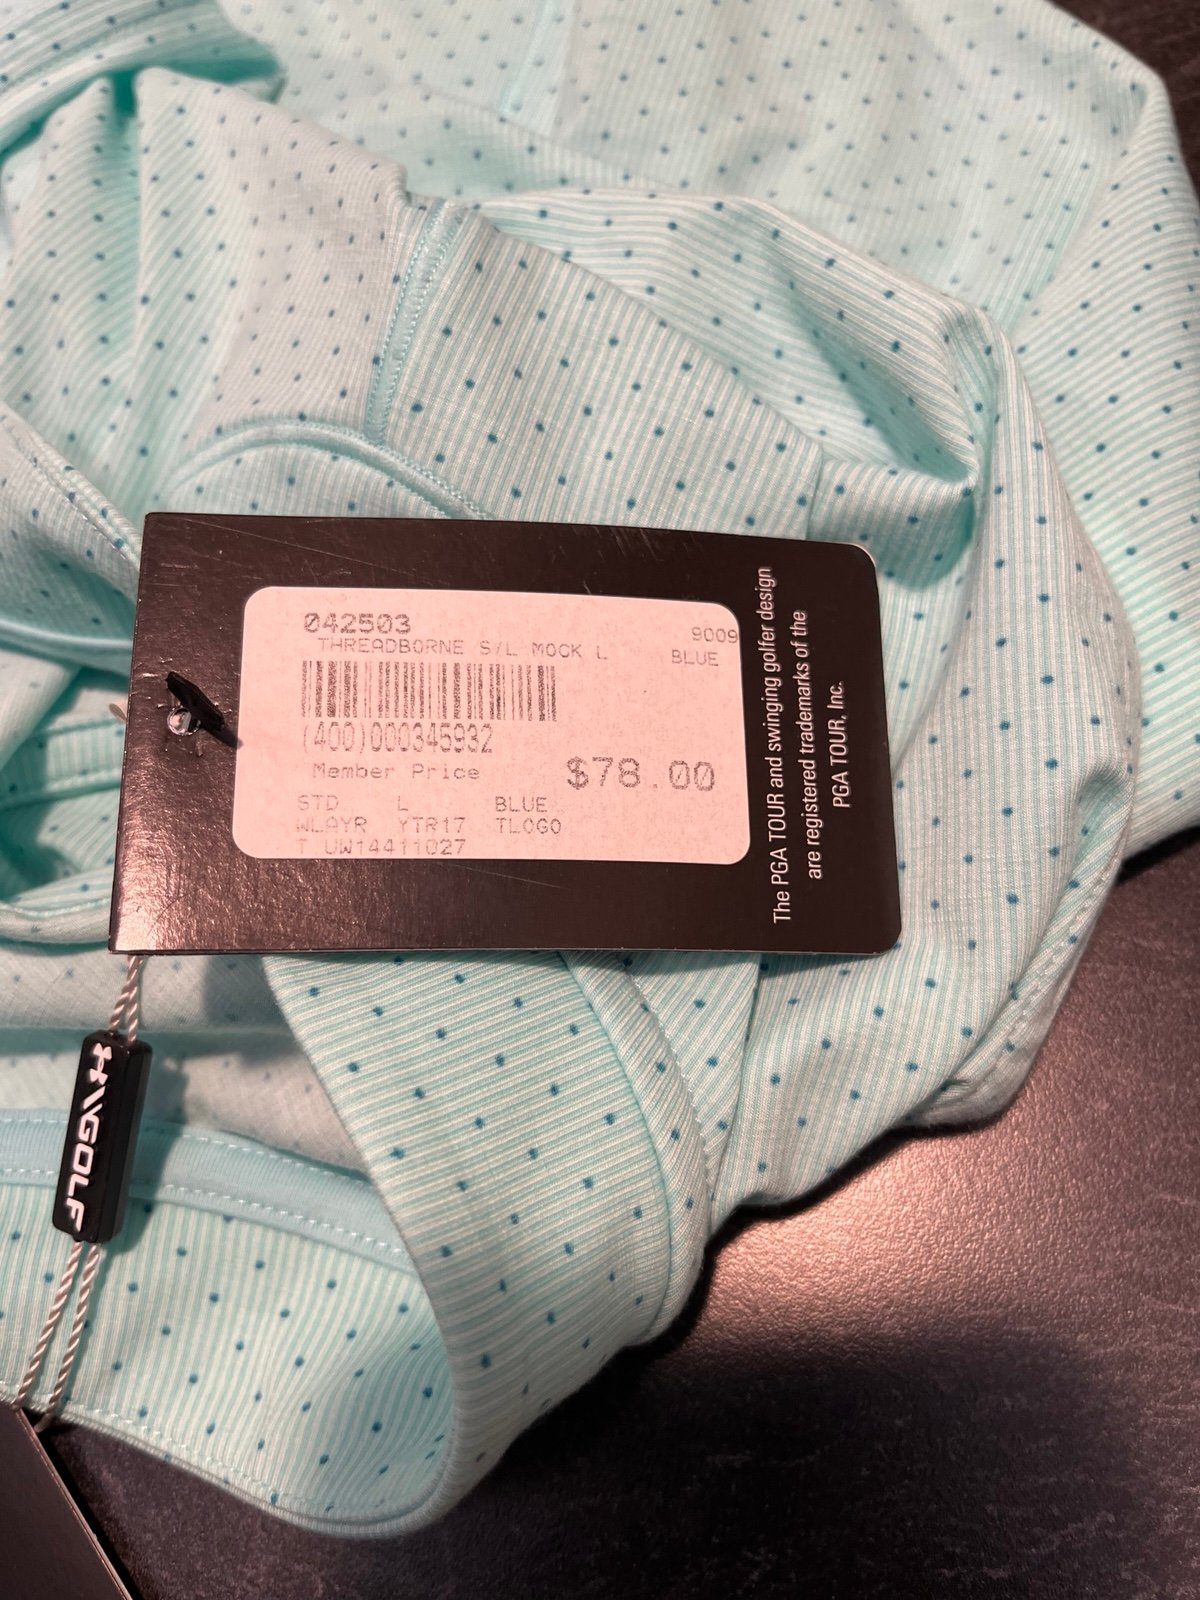 042503
9009
THREADBORNE S/L MOCK L BLUE
(400)000345932
Member Price $78.00
STD L BLUE
WLAYR YTR17 TLOGO
T UW14411027
The PGA TOUR and swinging golfer design
are registered trademarks of the
PGA TOUR, Inc.
GOLF